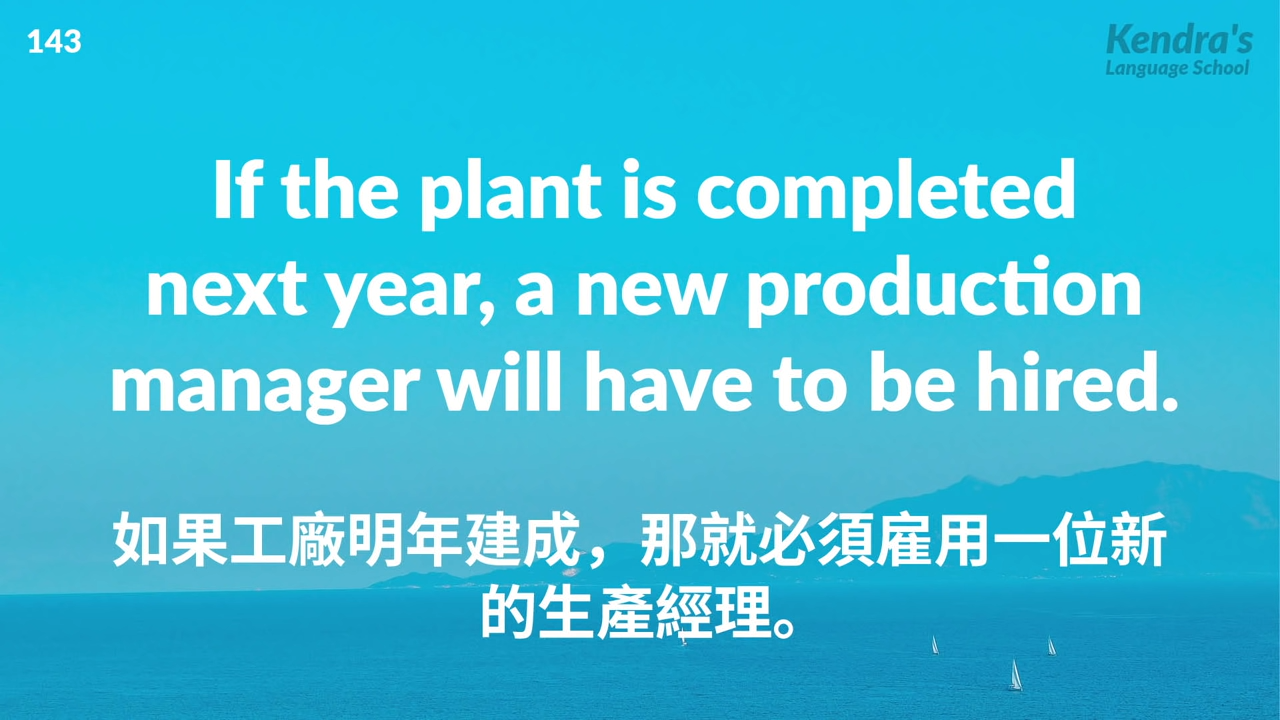 143
Kendra's
Language School
If the plant is completed
next year, a new production
manager will have to be hired.
如果工廠明年建成，那就必須雇用一位新
的生產經理。